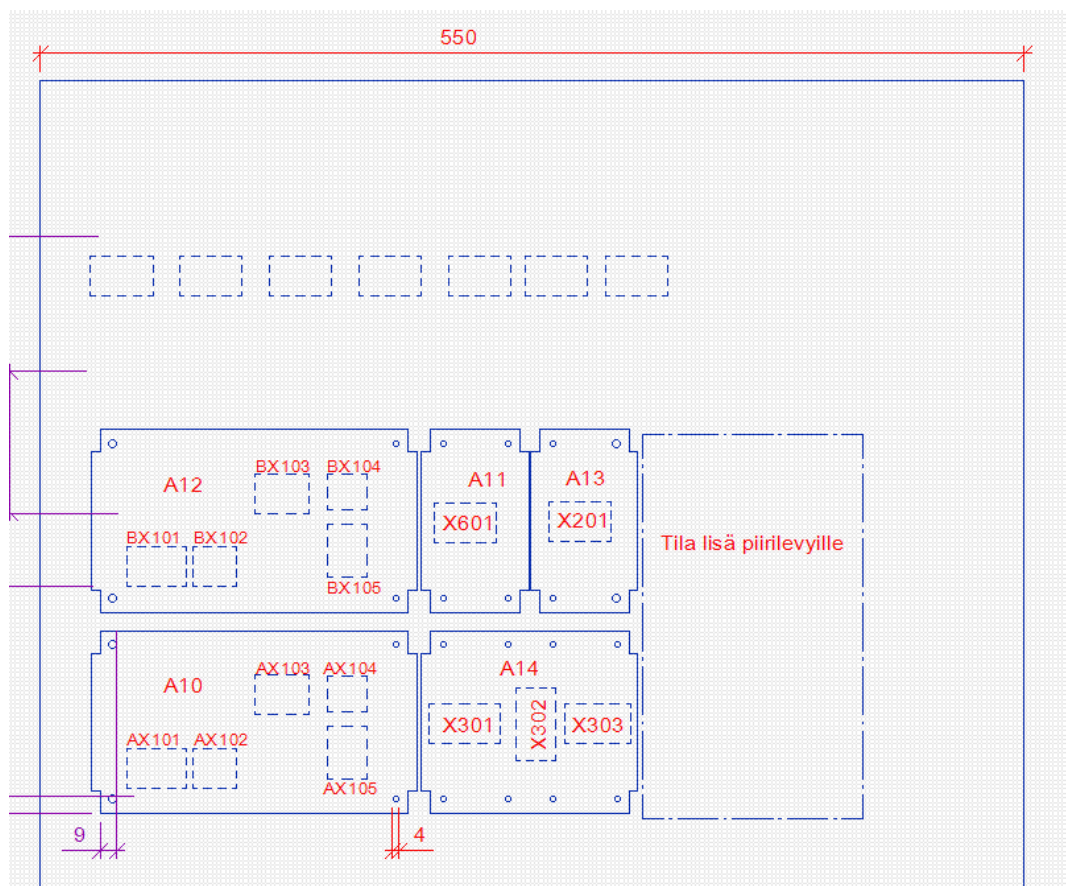 550
BX103 BX104
A12 A11 A13
X601 X201
BX101 BX102
Tila lisä piirilevyille
BX105
AX103 AX104
A10 A14
X301 X302 X303
AX101 AX102
AX105
9 4